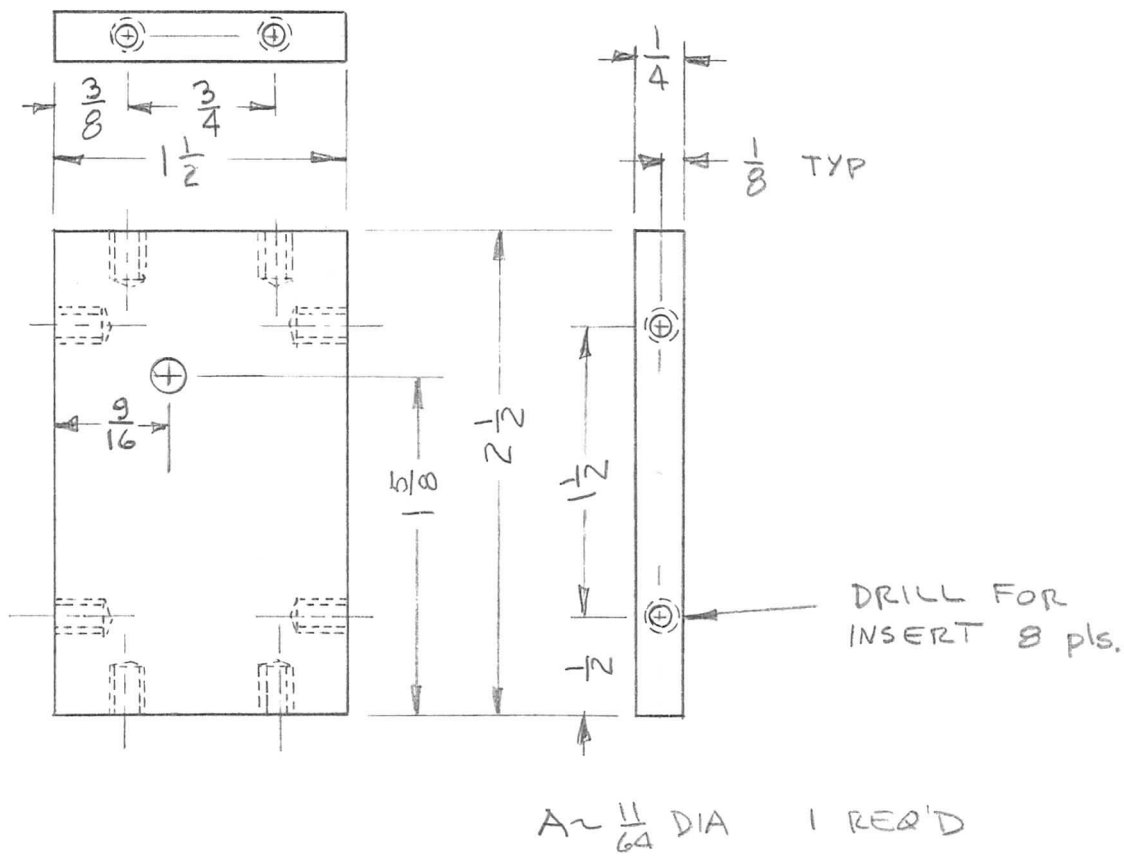 1/4
3/8 3/4
1 1/2
1/8 TYP
9/16
1 5/8
2 1/2
1 1/2
1/2
DRILL FOR
INSERT 8 pls.
A~ 11/64 DIA 1 REQ'D